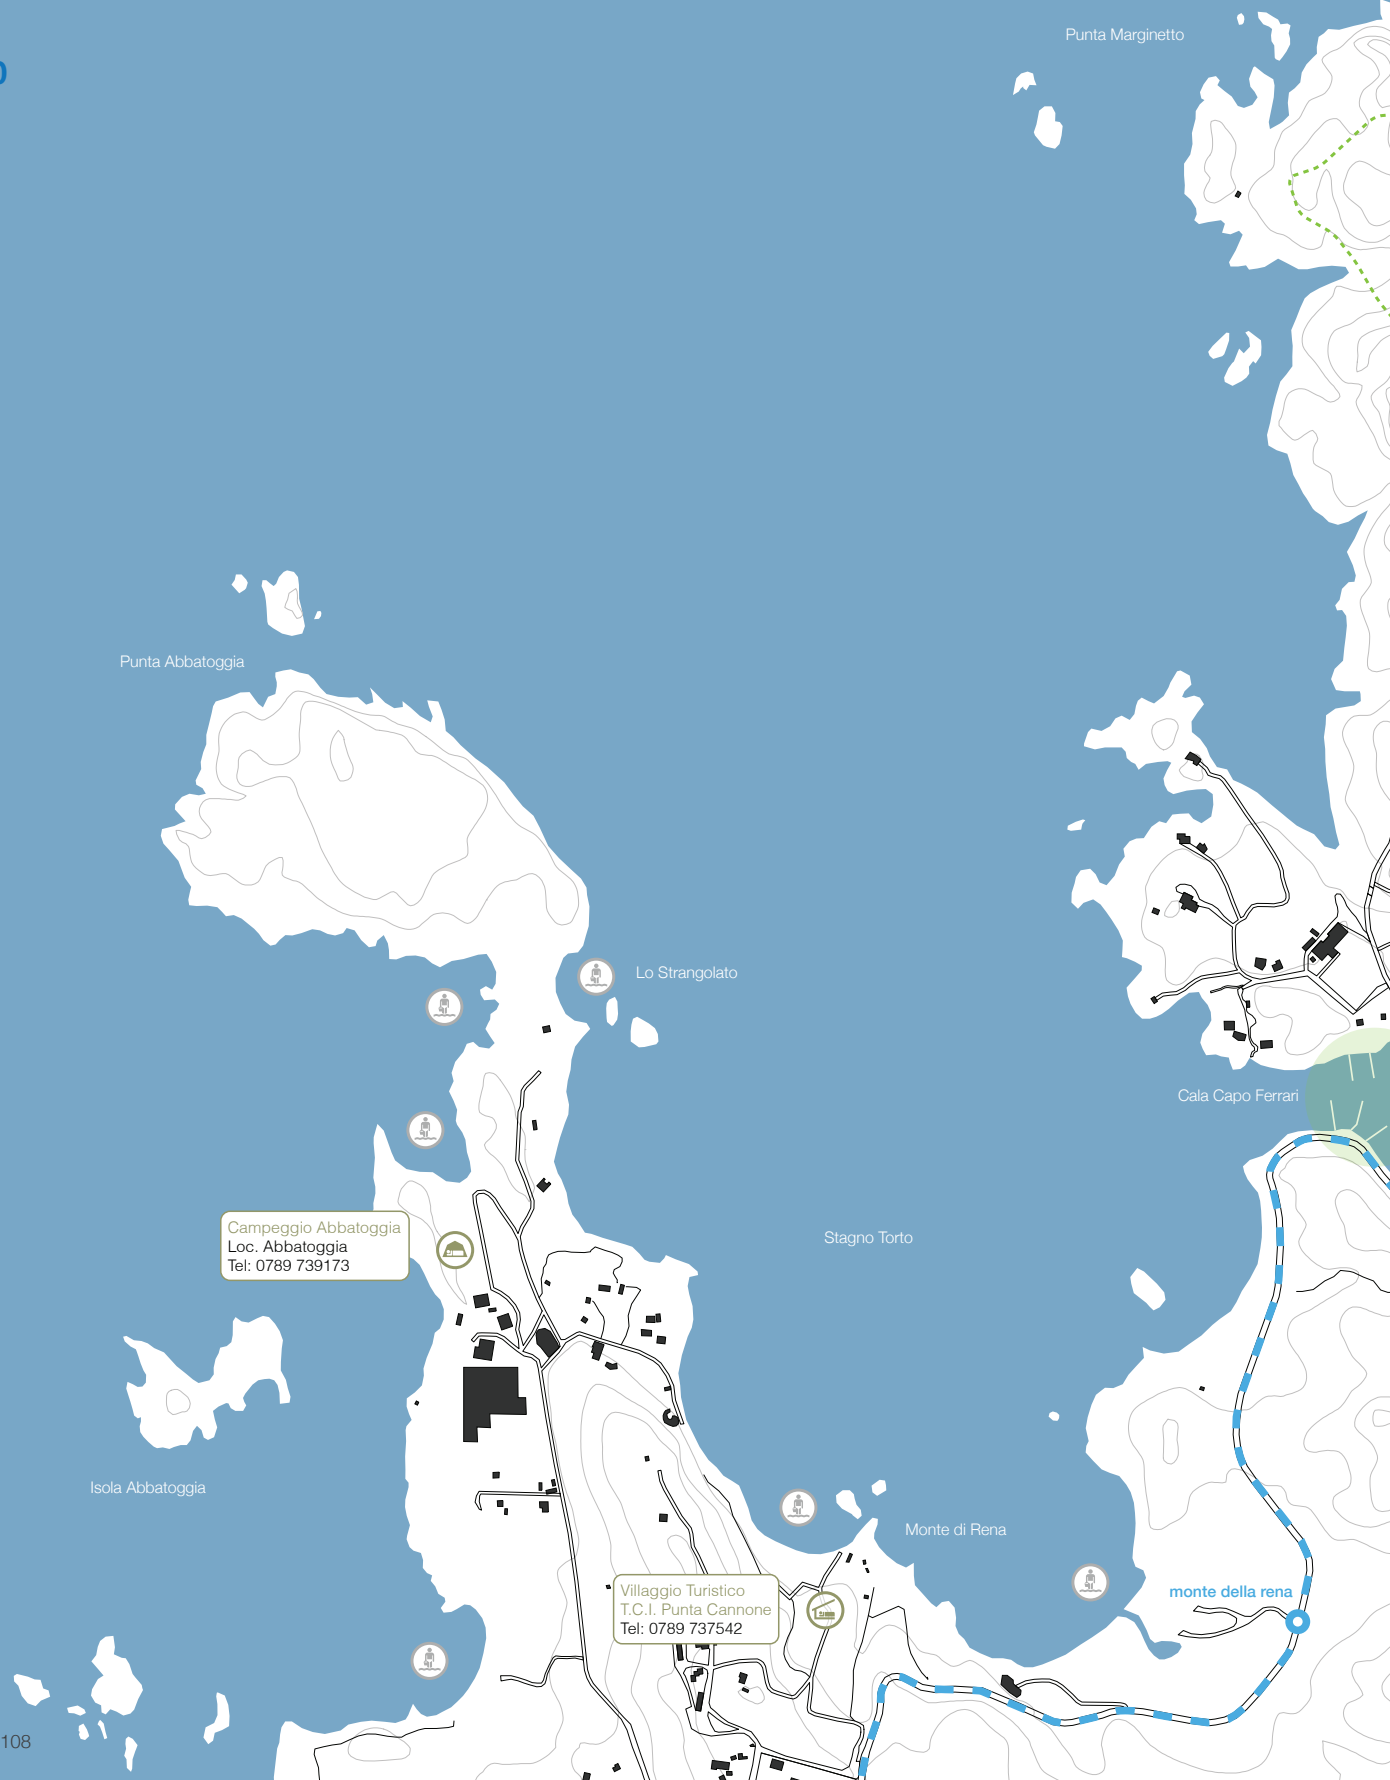 Punta Marginetto
Punta Abbatoggia
Lo Strangolato
Cala Capo Ferrari
Campeggio Abbatoggia
Loc. Abbatoggia
Tel: 0789 739173
Stagno Torto
Isola Abbatoggia
Monte di Rena
Villaggio Turistico
T.C.I. Punta Cannone
Tel: 0789 737542
monte della rena
108